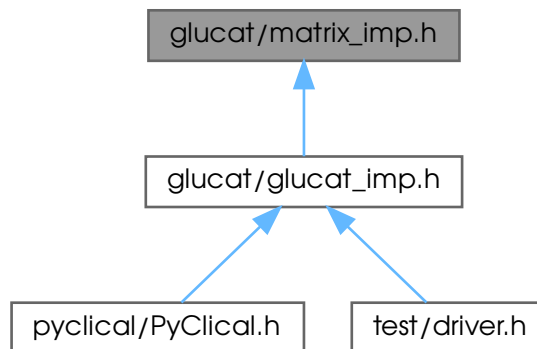 glucat/matrix_imp.h
glucat/glucat_imp.h
pyclical/PyClical.h
test/driver.h